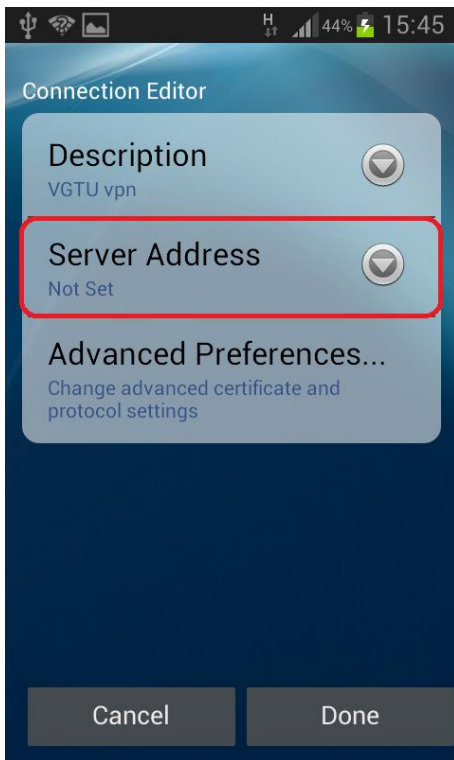 H 44% 15:45
Connection Editor
Description
VGTU vpn
Server Address
Not Set
Advanced Preferences...
Change advanced certificate and
protocol settings
Cancel Done